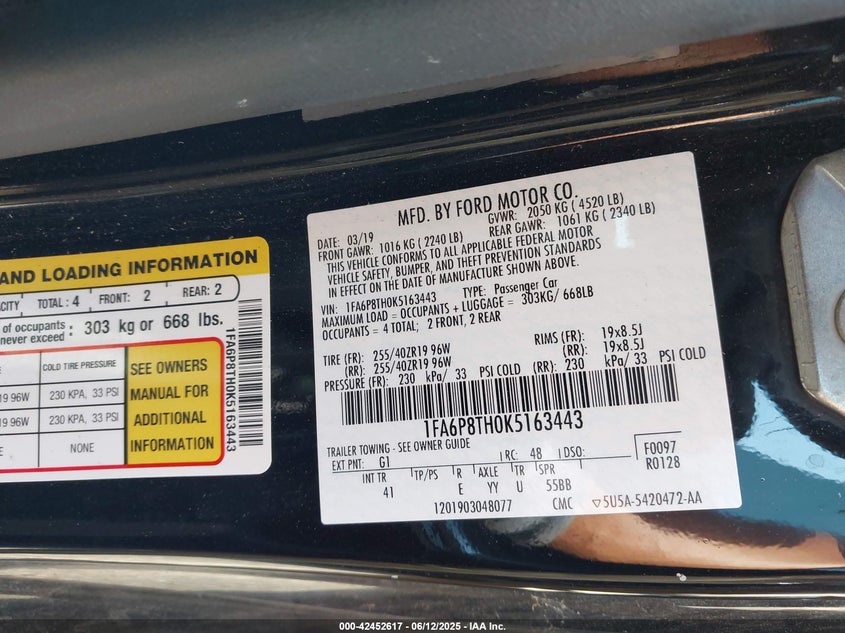 AND LOADING INFORMATION
TOTAL: 4 FRONT: 2 REAR: 2
of occupants
never exceed : 303 kg or 668 lbs.
COLD TIRE PRESSURE
19 96W 230 KPA, 33 PSI
19 96W 230 KPA, 33 PSI
NONE
SEE OWNERS
MANUAL FOR
ADDITIONAL
INFORMATION
1FA6P8TH0K5163443
MFD. BY FORD MOTOR CO.
DATE: 03/19 GVWR: 2050 KG ( 4520 LB)
FRONT GAWR: 1016 KG ( 2240 LB) REAR GAWR: 1061 KG ( 2340 LB)
THIS VEHICLE CONFORMS TO ALL APPLICABLE FEDERAL MOTOR
VEHICLE SAFETY, BUMPER, AND THEFT PREVENTION STANDARDS
IN EFFECT ON THE DATE OF MANUFACTURE SHOWN ABOVE.
VIN: 1FA6P8TH0K5163443 TYPE: Passenger Car
MAXIMUM LOAD = OCCUPANTS + LUGGAGE = 303KG/ 668LB
OCCUPANTS = 4 TOTAL; 2 FRONT, 2 REAR
TIRE (FR): 255/40ZR19 96W RIMS (FR): 19x8.5J
(RR): 255/40ZR19 96W (RR): 19x8.5J
PRESSURE (FR): 230 kPa/ 33 PSI COLD (RR): 230 kPa/ 33 PSI COLD
1FA6P8TH0K5163443
TRAILER TOWING - SEE OWNER GUIDE
EXT PNT: G1 RC: 48 DSO: F0097
R0128
INT TR TP/PS R AXLE TR SPR
41 E YY U 55BB
1201903048077 CMC 5U5A-5420472-AA
000-42452617 - 06/12/2025 - IAA Inc.